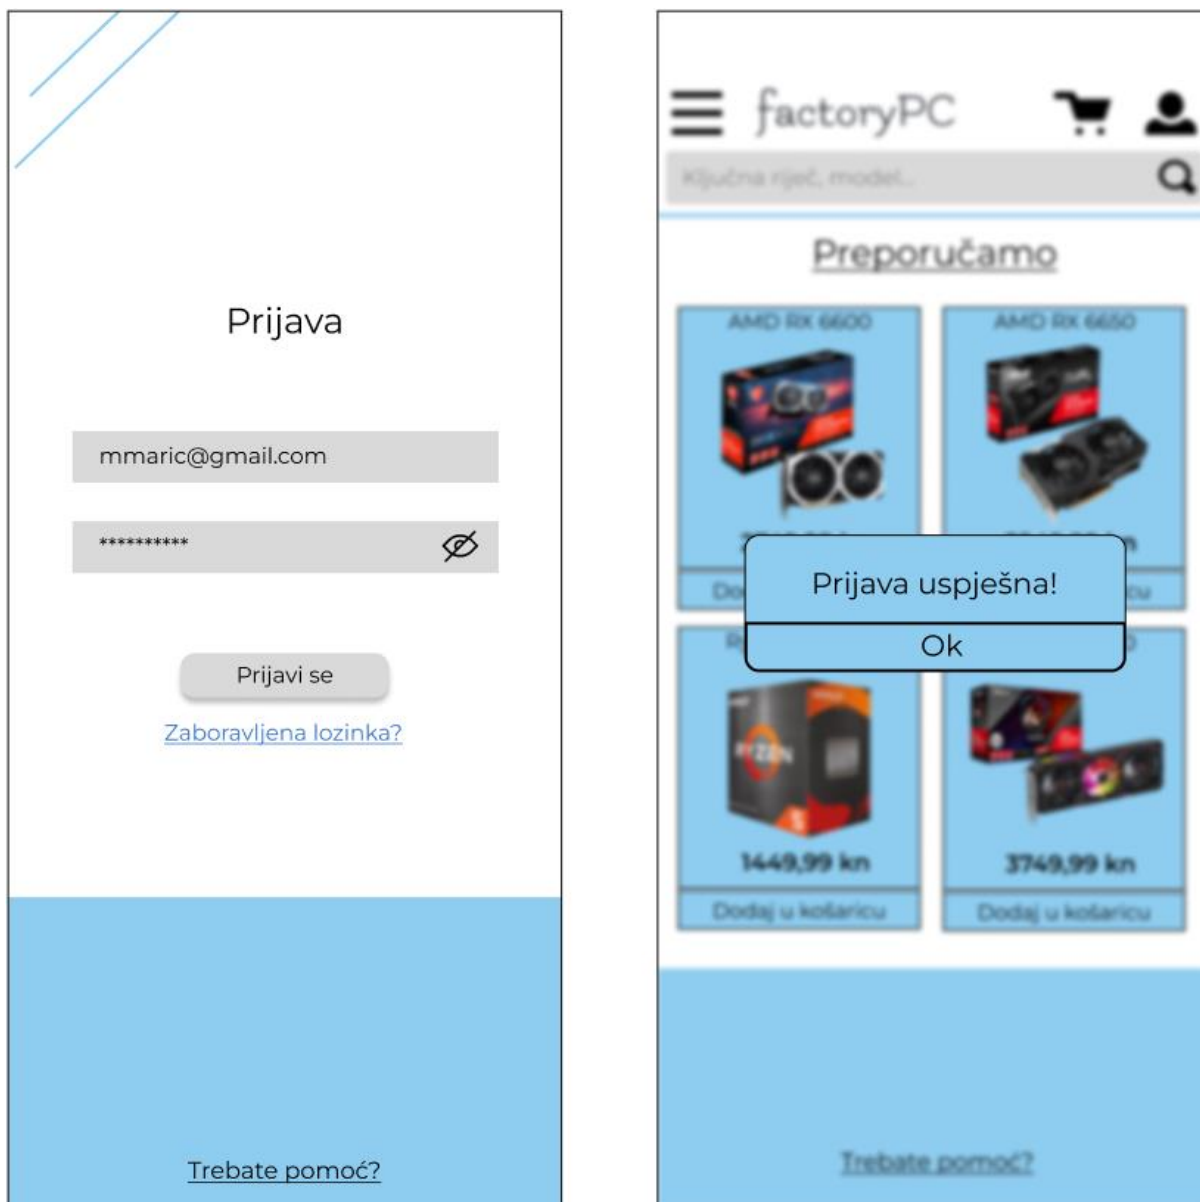 Prijava
mmaric@gmail.com
**********
Prijavi se
Zaboravljena lozinka?
Trebate pomoć?
factoryPC
Ključna riječ, model...
Preporučamo
AMD RX 6600
AMD RX 6650
Prijava uspješna!
Ok
RYZEN
1449,99 kn
3749,99 kn
Dodaj u košaricu
Dodaj u košaricu
Trebate pomoć?